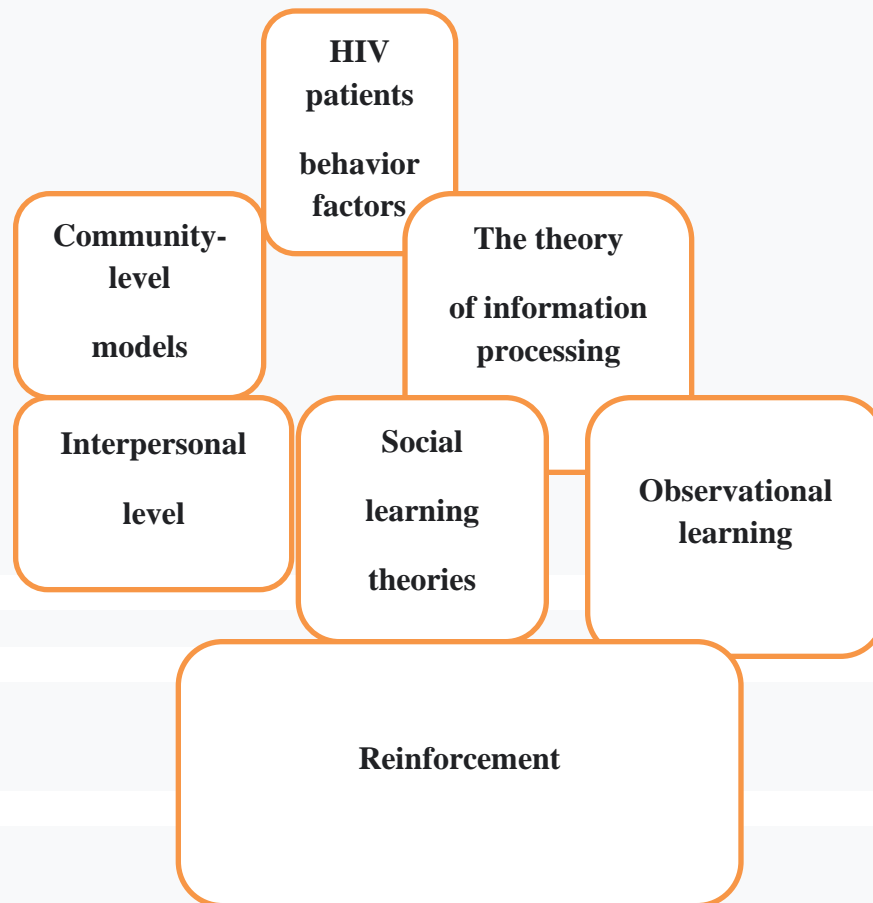 HIV
patients
behavior
factors
Community-
level
models
The theory
of information
processing
Interpersonal
level
Social
learning
theories
Observational
learning
Reinforcement